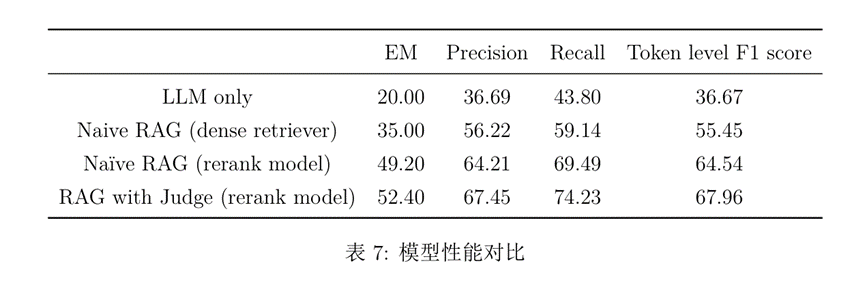 EM Precision Recall Token level F1 score
LLM only 20.00 36.69 43.80 36.67
Naive RAG (dense retriever) 35.00 56.22 59.14 55.45
Naïve RAG (rerank model) 49.20 64.21 69.49 64.54
RAG with Judge (rerank model) 52.40 67.45 74.23 67.96
表 7: 模型性能对比